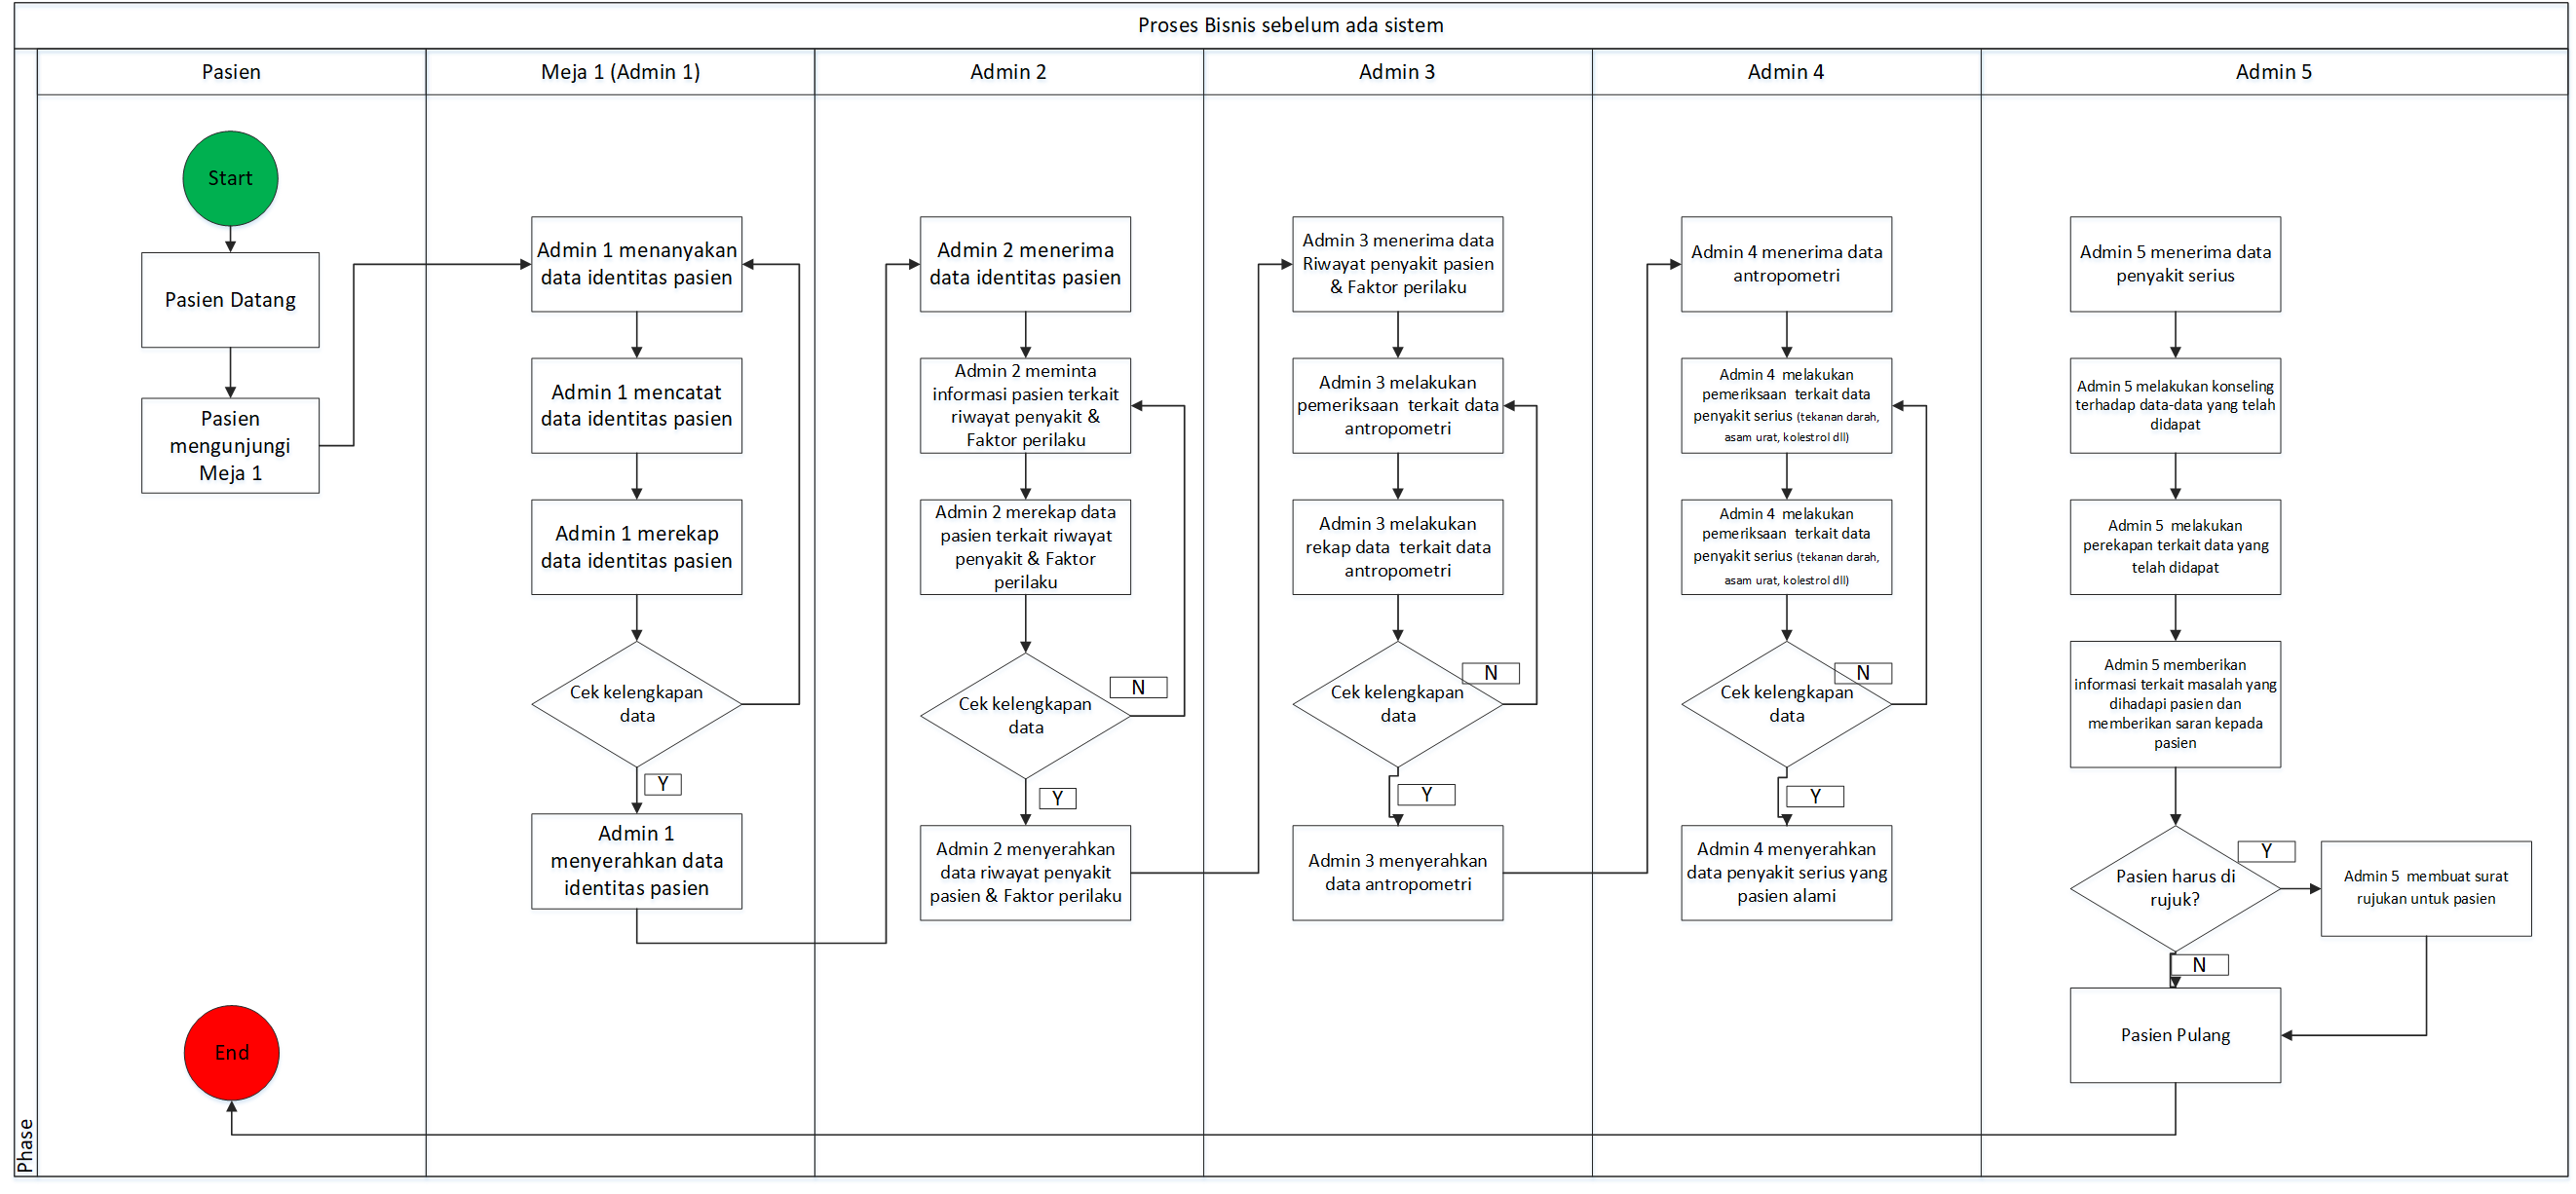 Proses Bisnis sebelum ada sistem
Pasien
Meja 1 (Admin 1)
Admin 2
Admin 3
Admin 4
Admin 5
Phase
Start
Pasien Datang
Pasien
mengunjungi
Meja 1
End
Admin 1 menanyakan
data identitas pasien
Admin 1 mencatat
data identitas pasien
Admin 1 merekap
data identitas pasien
Cek kelengkapan
data
Y
Admin 1
menyerahkan data
identitas pasien
Admin 2 menerima
data identitas pasien
Admin 2 meminta
informasi pasien terkait
riwayat penyakit &
Faktor perilaku
Admin 2 merekap data
pasien terkait riwayat
penyakit & Faktor
perilaku
Cek kelengkapan
data
N
Y
Admin 2 menyerahkan
data riwayat penyakit
pasien & Faktor perilaku
Admin 3 menerima data
Riwayat penyakit pasien
& Faktor perilaku
Admin 3 melakukan
pemeriksaan terkait data
antropometri
Admin 3 melakukan
rekap data terkait data
antropometri
Cek kelengkapan
data
N
Y
Admin 3 menyerahkan
data antropometri
Admin 4 menerima data
antropometri
Admin 4 melakukan
pemeriksaan terkait data
penyakit serius (tekanan darah,
asam urat, kolestrol dll)
Admin 4 melakukan
pemeriksaan terkait data
penyakit serius (tekanan darah,
asam urat, kolestrol dll)
Cek kelengkapan
data
N
Y
Admin 4 menyerahkan
data penyakit serius yang
pasien alami
Admin 5 menerima data
penyakit serius
Admin 5 melakukan konseling
terhadap data-data yang telah
didapat
Admin 5 melakukan
perekapan terkait data yang
telah didapat
Admin 5 memberikan
informasi terkait masalah yang
dihadapi pasien dan
memberikan saran kepada
pasien
Pasien harus di
rujuk?
Y
Admin 5 membuat surat
rujukan untuk pasien
N
Pasien Pulang